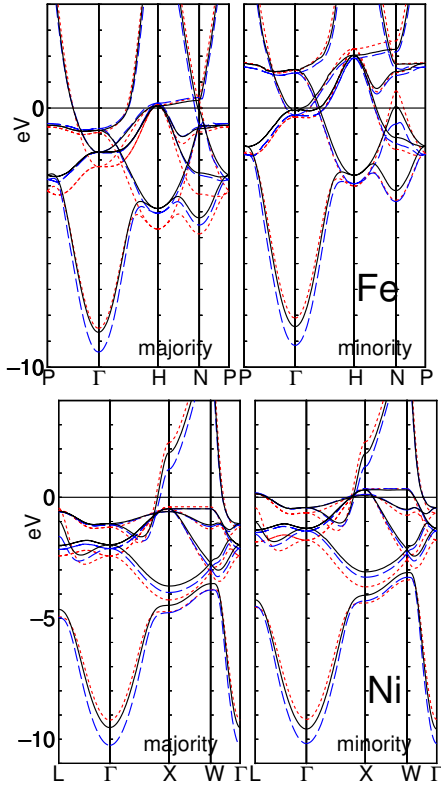 0
eV
Fe
majority
minority
−10
P Γ H N P Γ H N P
0
eV
−5
Ni
majority
minority
−10
L Γ X W Γ L Γ X W Γ